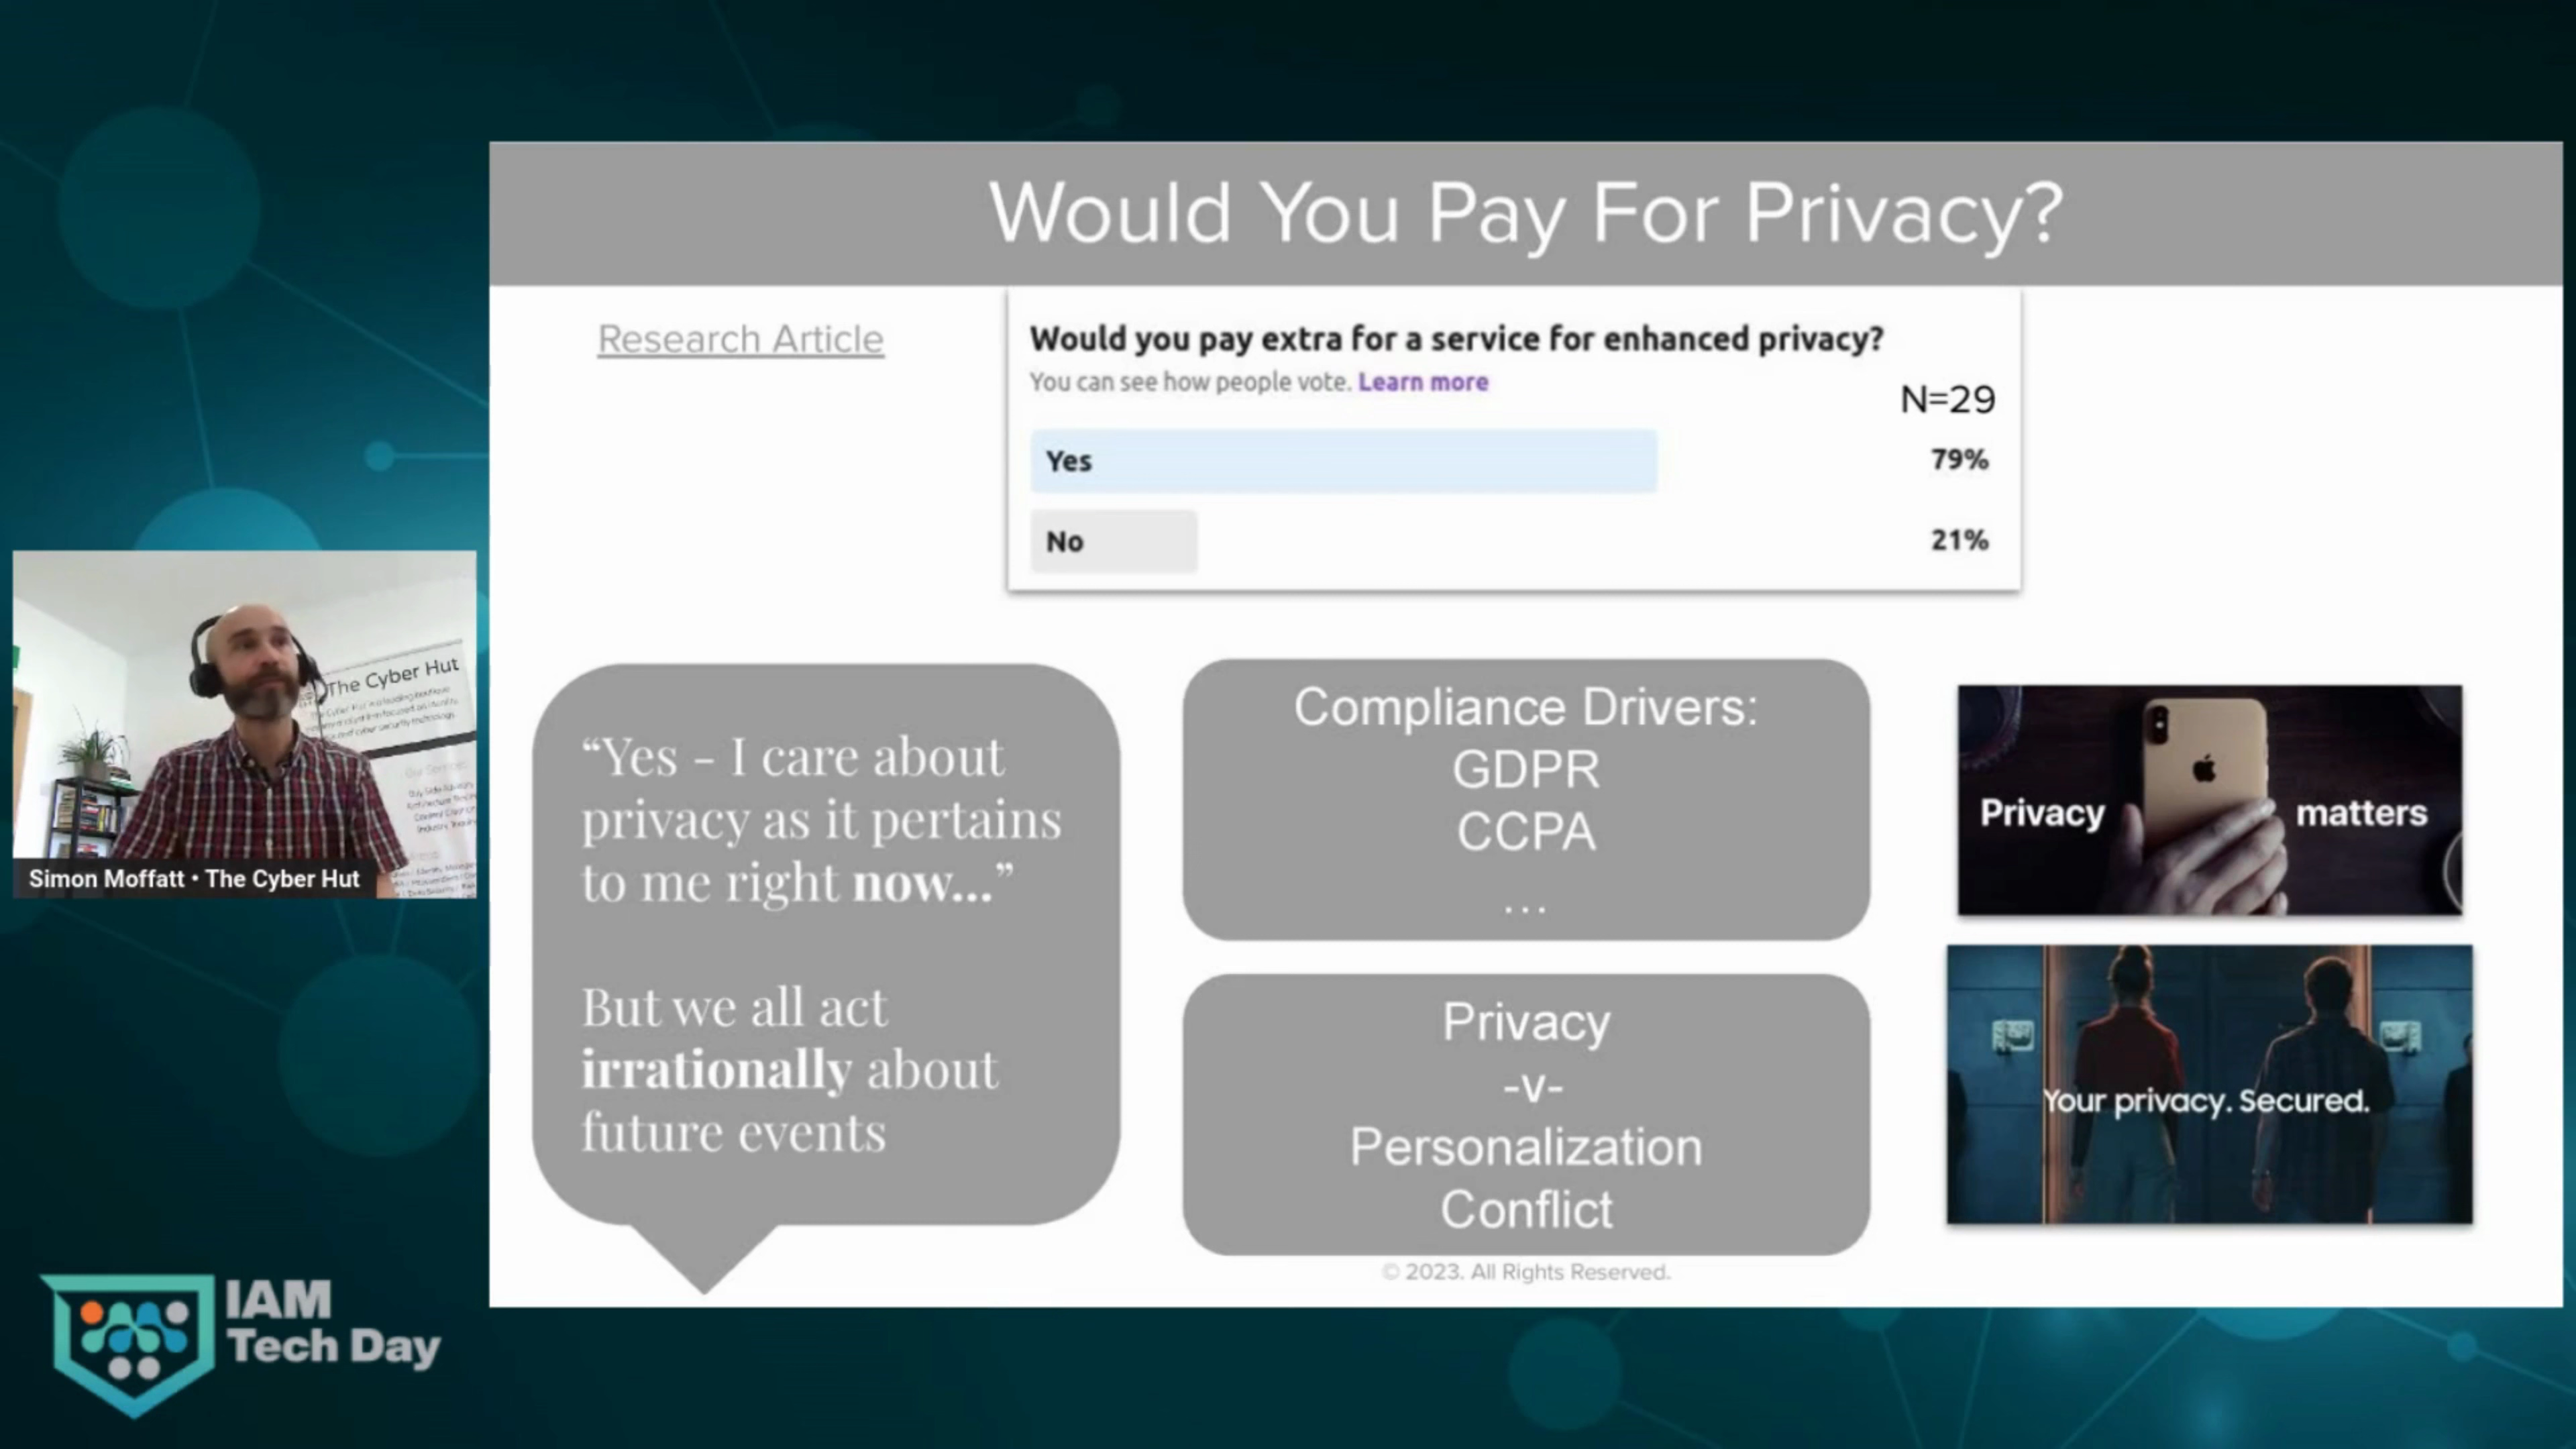 Would You Pay For Privacy?
Research Article
Would you pay extra for a service for enhanced privacy?
You can see how people vote. Learn more
N=29
Yes
79%
No
21%
“Yes - I care about
privacy as it pertains
to me right now...”
But we all act
irrationally about
future events
Compliance Drivers:
GDPR
CCPA
...
Privacy
-v-
Personalization
Conflict
Privacy matters
Your privacy. Secured.
© 2023. All Rights Reserved.
The Cyber Hut
Simon Moffatt • The Cyber Hut
IAM
Tech Day